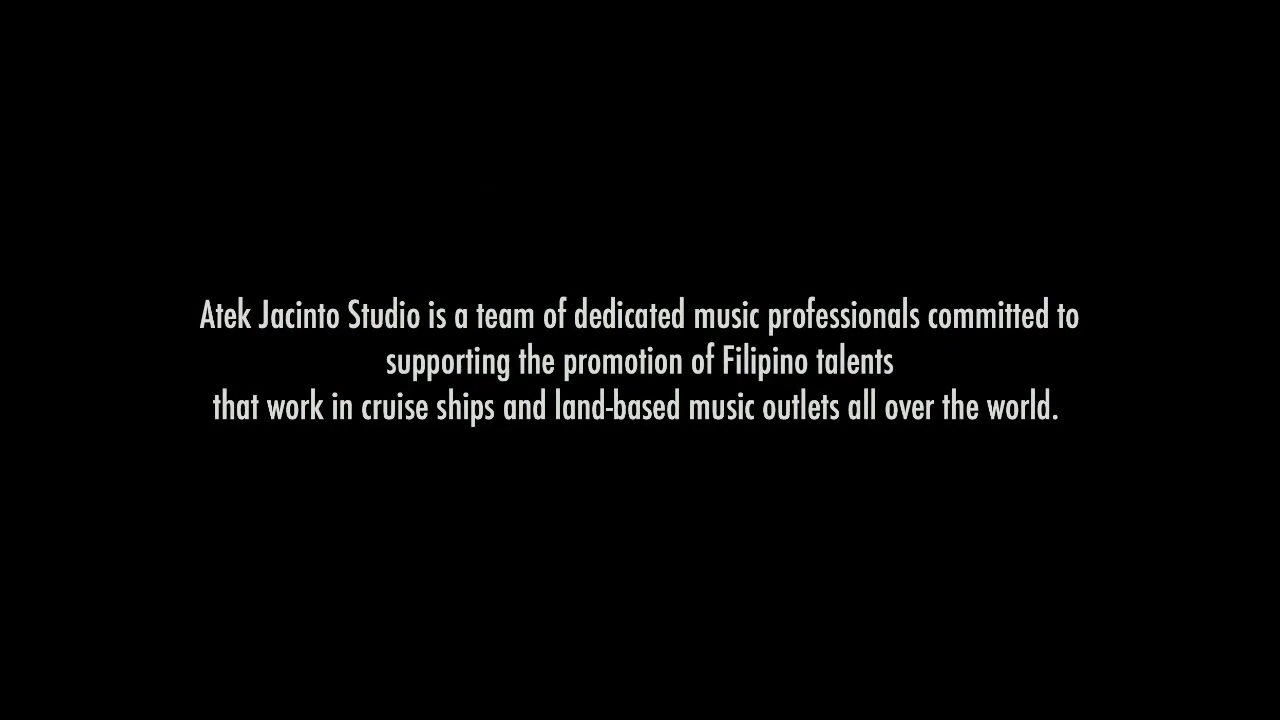 Atek Jacinto Studio is a team of dedicated music professionals committed to
supporting the promotion of Filipino talents
that work in cruise ships and land-based music outlets all over the world.